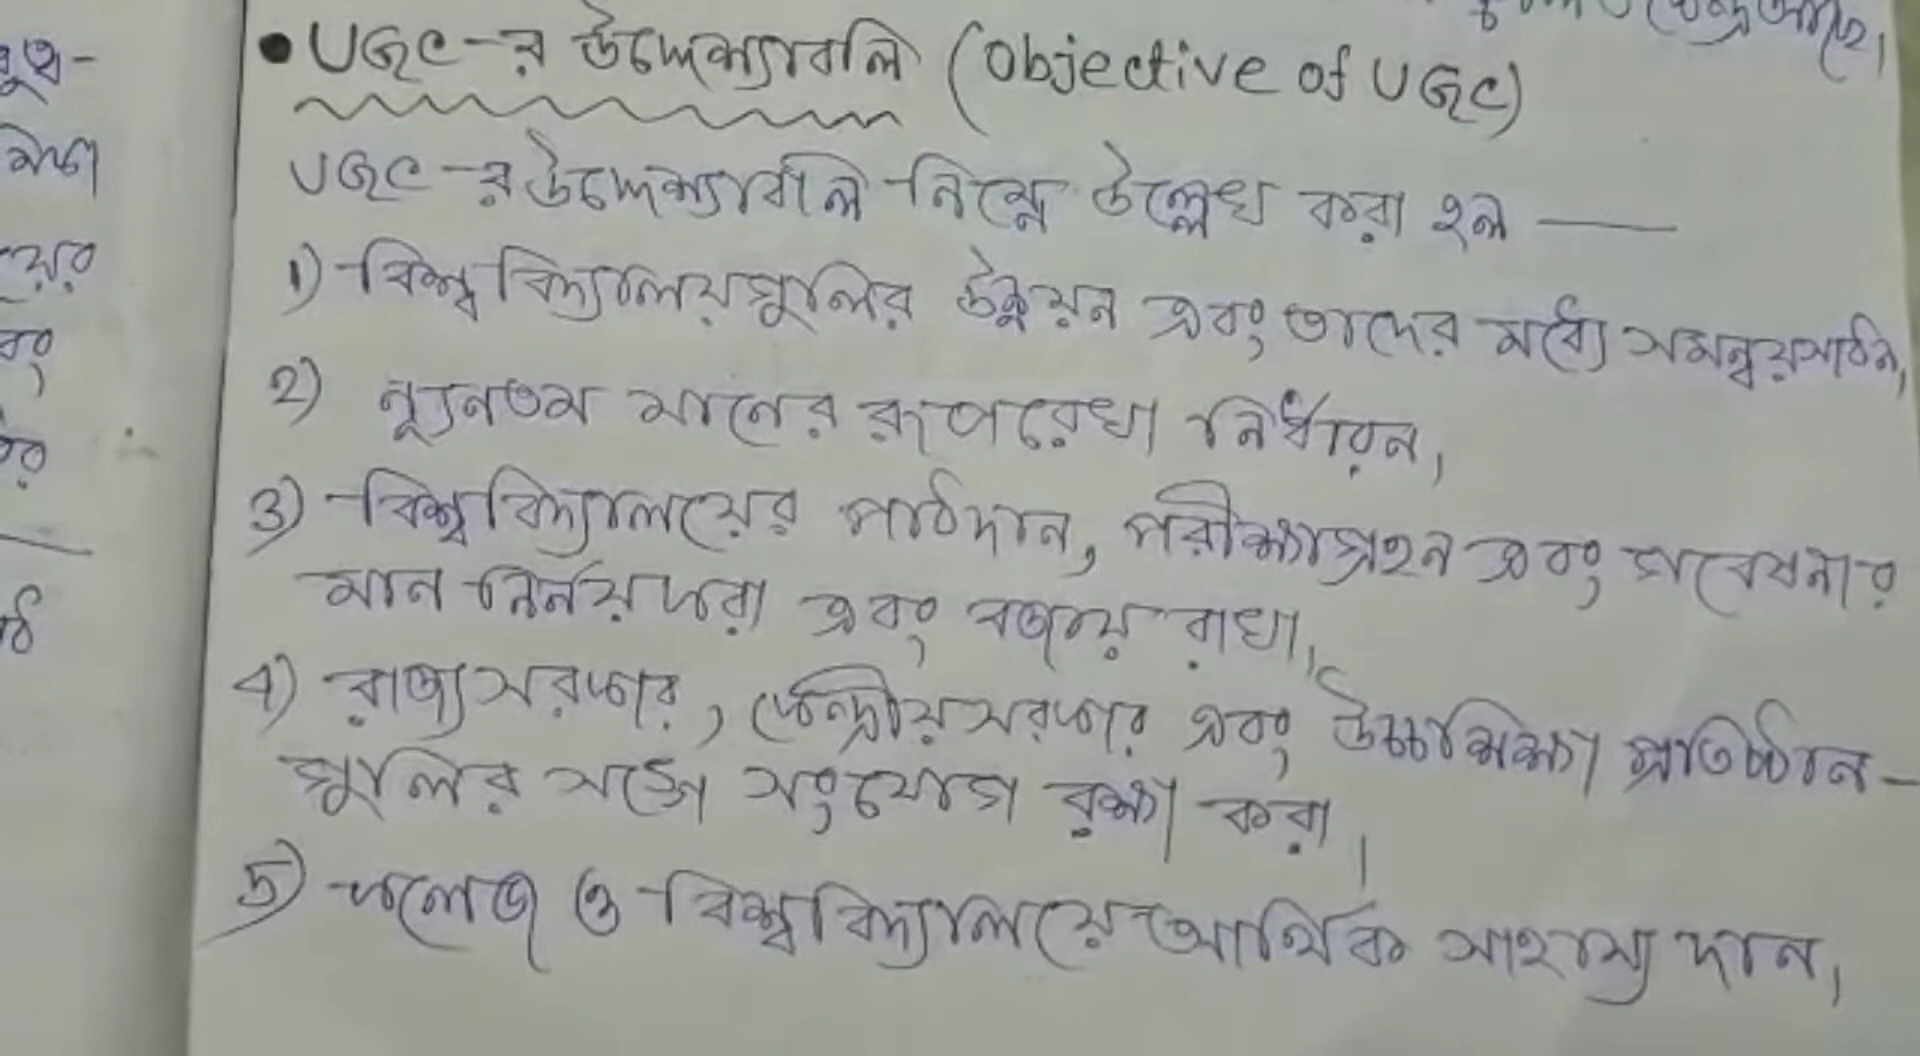 • UGC-র উদ্দেশ্যাবলি (Objective of UGC)
UGC-র উদ্দেশ্যাবলি নিম্নে উল্লেখ করা হল —
1) বিশ্ববিদ্যালয়গুলির উন্নয়ন এবং তাদের মধ্যে সমন্বয়সাধন,
2) ন্যূনতম মানের রূপরেখা নির্ধারন,
3) বিশ্ববিদ্যালয়ের পাঠদান, পরীক্ষাগ্রহন এবং গবেষনার
মান নির্নয় করা এবং বজায় রাখা,
4) রাজ্য সরকার, কেন্দ্রীয় সরকার এবং উচ্চশিক্ষা প্রতিষ্ঠান-
গুলির সঙ্গে সংযোগ রক্ষা করা।
5) কলেজ ও বিশ্ববিদ্যালয়ে আর্থিক সাহায্য দান,